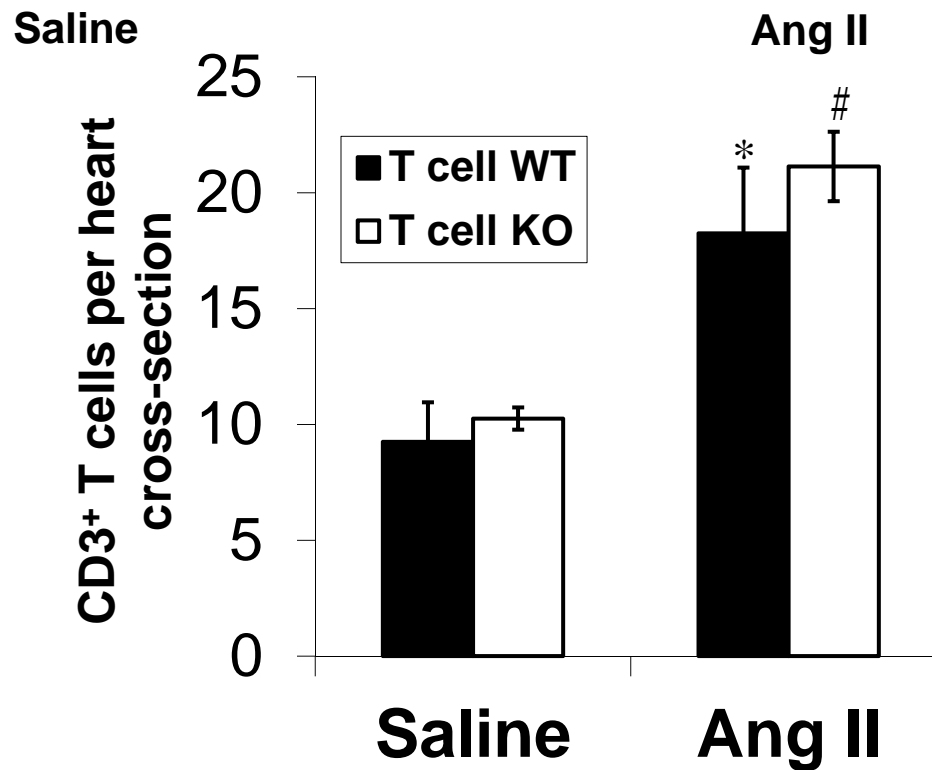 Saline
Ang II
CD3⁺ T cells per heart
cross-section
25
20
15
10
5
0
T cell WT
T cell KO
*
#
Saline
Ang II